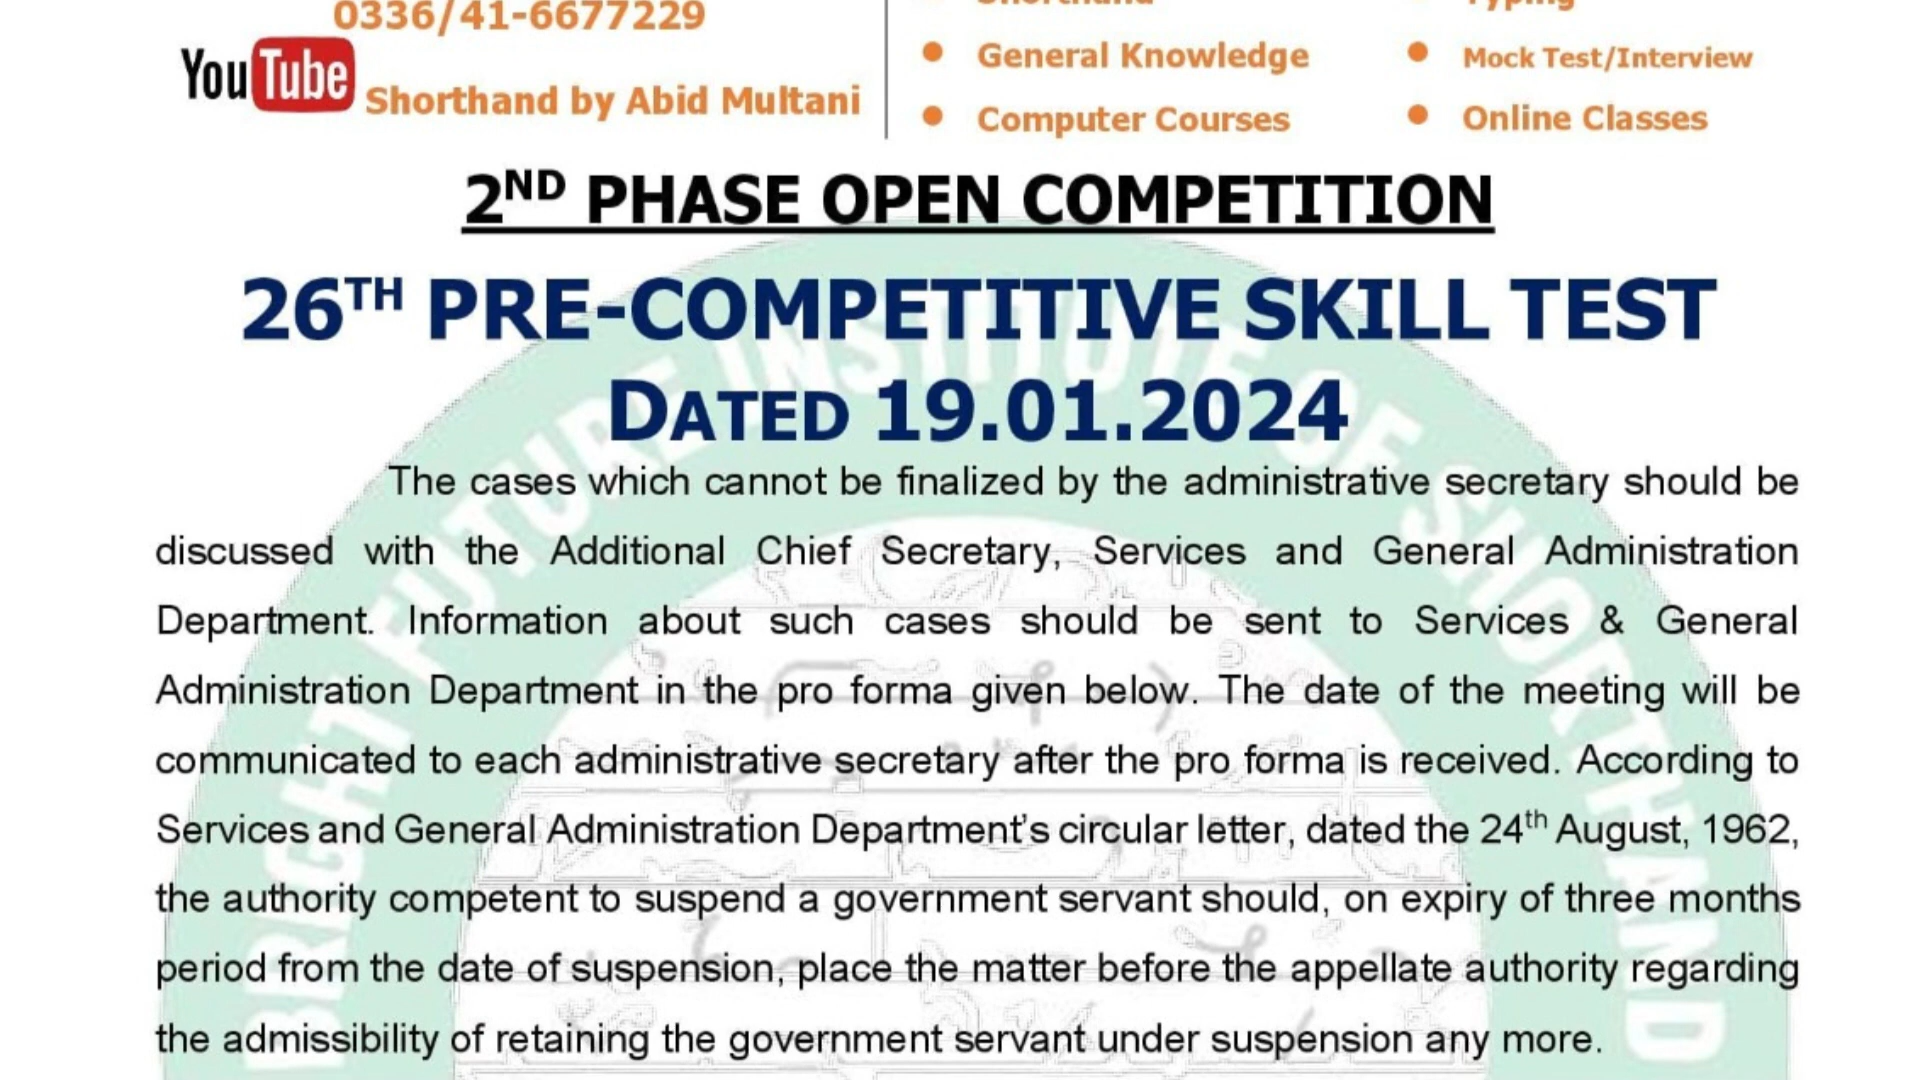 0336/41-6677229
YouTube
Shorthand by Abid Multani
Shorthand
General Knowledge
Computer Courses
Typing
Mock Test/Interview
Online Classes
2ND PHASE OPEN COMPETITION
26TH PRE-COMPETITIVE SKILL TEST
DATED 19.01.2024
The cases which cannot be finalized by the administrative secretary should be
discussed with the Additional Chief Secretary, Services and General Administration
Department. Information about such cases should be sent to Services & General
Administration Department in the pro forma given below. The date of the meeting will be
communicated to each administrative secretary after the pro forma is received. According to
Services and General Administration Department's circular letter, dated the 24th August, 1962,
the authority competent to suspend a government servant should, on expiry of three months
period from the date of suspension, place the matter before the appellate authority regarding
the admissibility of retaining the government servant under suspension any more.
BRIGHT FUTURE INSTITUTE OF SHORTHAND